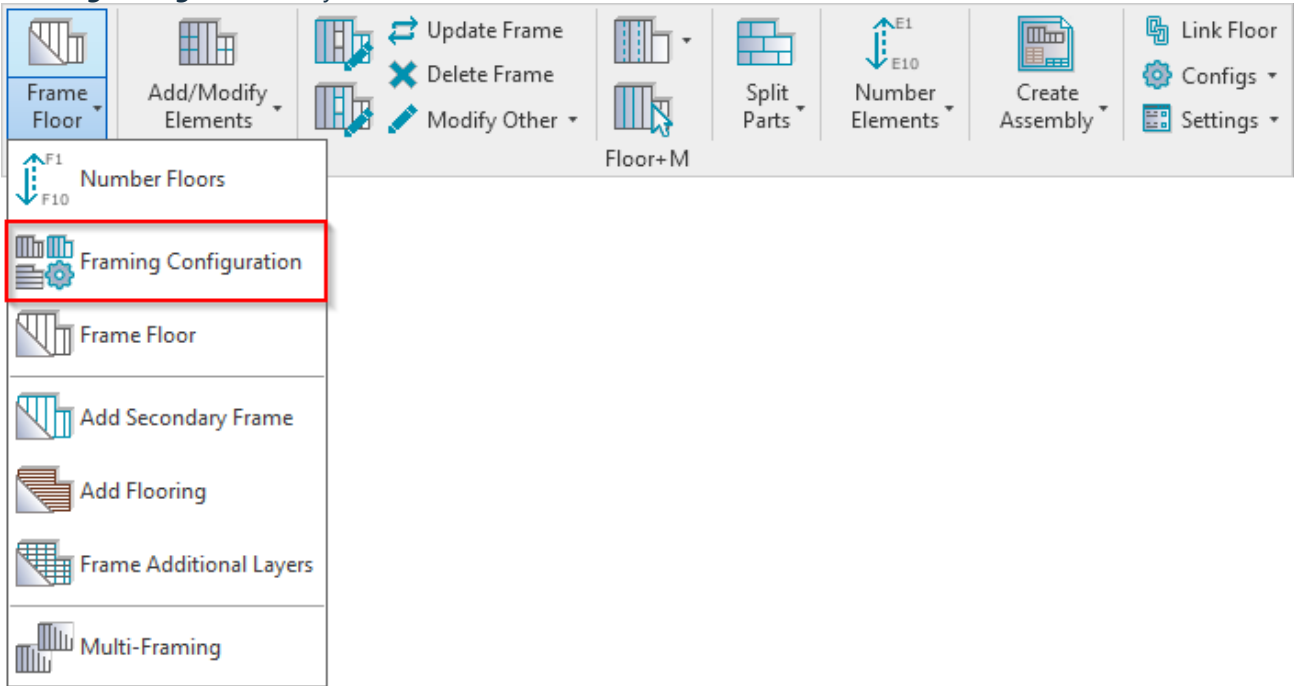 Update Frame
Link Floor
Delete Frame
Configs
Frame
Floor
Add/Modify
Elements
Modify Other
Split
Parts
E1
E10
Number
Elements
Create
Assembly
Settings
Floor+M
F1
F10
Number Floors
Framing Configuration
Frame Floor
Add Secondary Frame
Add Flooring
Frame Additional Layers
Multi-Framing